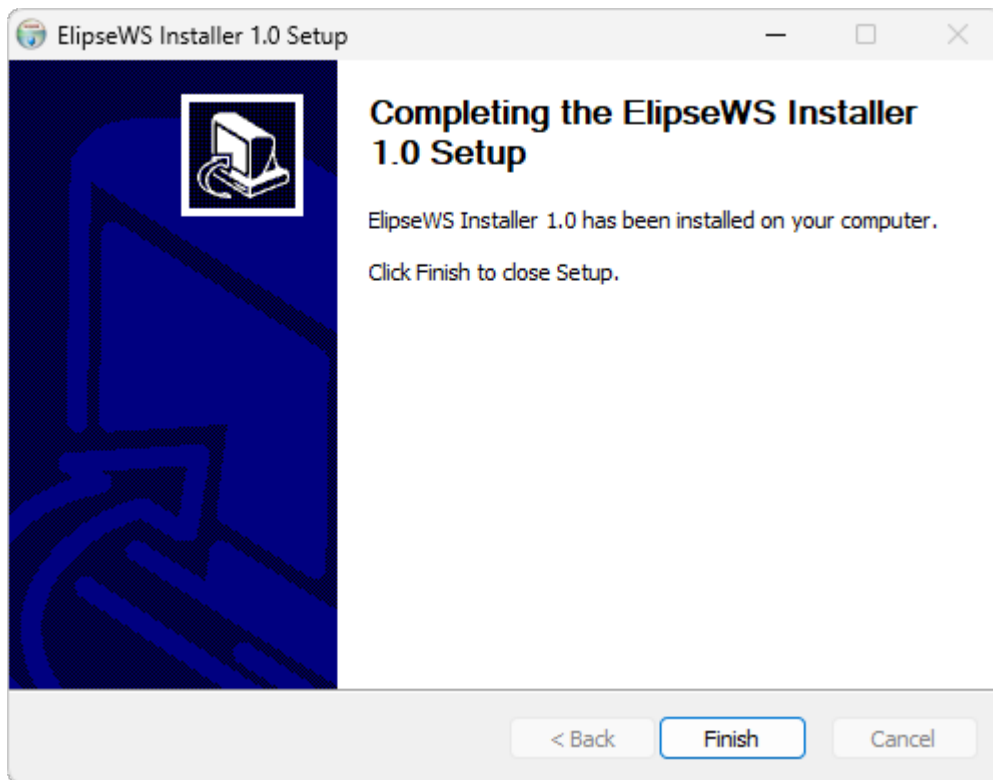 ElipseWS Installer 1.0 Setup
Completing the ElipseWS Installer
1.0 Setup
ElipseWS Installer 1.0 has been installed on your computer.
Click Finish to close Setup.
< Back
Finish
Cancel